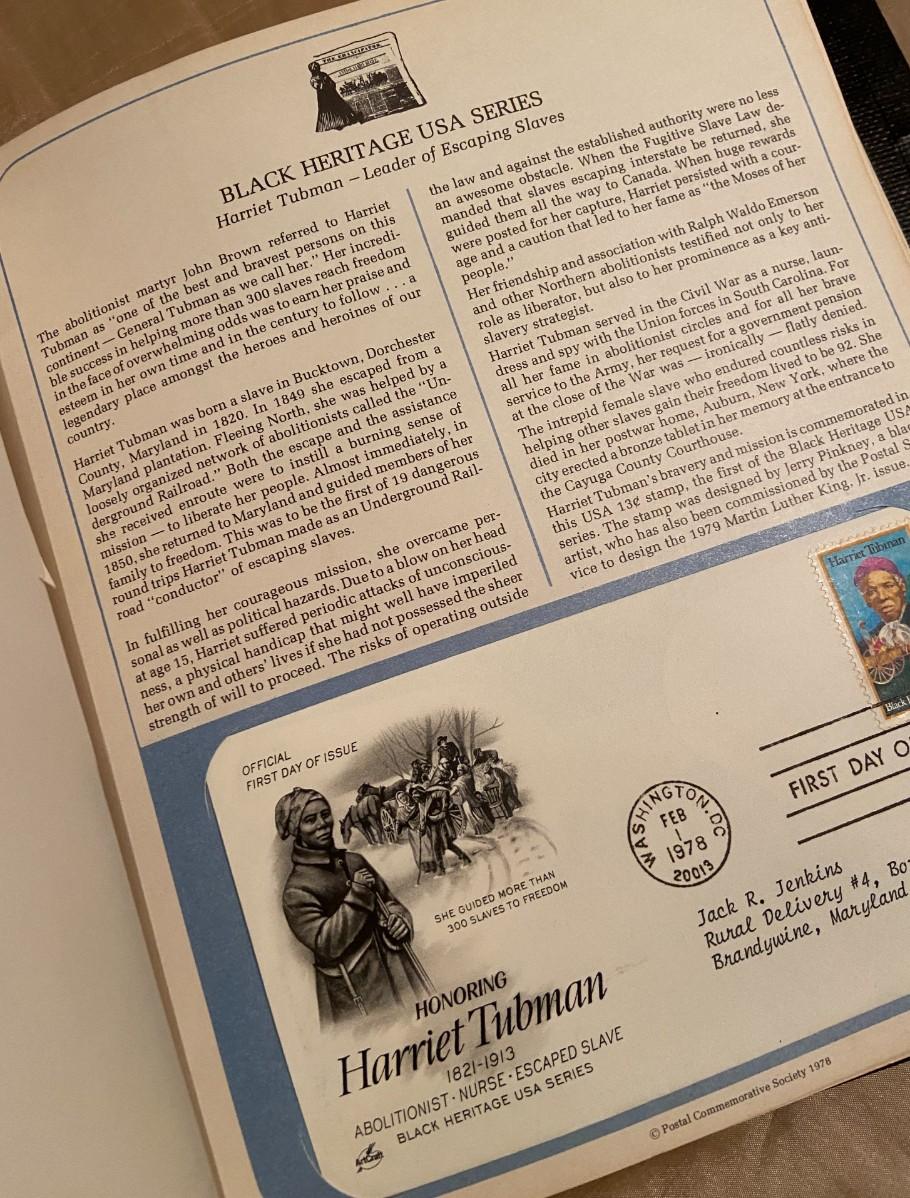 THE EMANCIPATOR
BLACK HERITAGE USA SERIES
Harriet Tubman – Leader of Escaping Slaves
The abolitionist martyr John Brown referred to Harriet
Tubman as “one of the best and bravest persons on this
continent — General Tubman as we call her.” Her incredi-
ble success in helping more than 300 slaves reach freedom
in the face of overwhelming odds was to earn her praise and
esteem in her own time and in the century to follow . . . a
legendary place amongst the heroes and heroines of our
country.
Harriet Tubman was born a slave in Bucktown, Dorchester
County, Maryland in 1820. In 1849 she escaped from a
Maryland plantation. Fleeing North, she was helped by a
loosely organized network of abolitionists called the “Un-
derground Railroad.” Both the escape and the assistance
she received enroute were to instill a burning sense of
mission — to liberate her people. Almost immediately, in
1850, she returned to Maryland and guided members of her
family to freedom. This was to be the first of 19 dangerous
round trips Harriet Tubman made as an Underground Rail-
road “conductor” of escaping slaves.
In fulfilling her courageous mission, she overcame per-
sonal as well as political hazards. Due to a blow on her head
at age 15, Harriet suffered periodic attacks of unconscious-
ness, a physical handicap that might well have imperiled
her own and others’ lives if she had not possessed the sheer
strength of will to proceed. The risks of operating outside
the law and against the established authority were no less
an awesome obstacle. When the Fugitive Slave Law de-
manded that slaves escaping interstate be returned, she
guided them all the way to Canada. When huge rewards
were posted for her capture, Harriet persisted with a cour-
age and a caution that led to her fame as “the Moses of her
people.”
Her friendship and association with Ralph Waldo Emerson
and other Northern abolitionists testified not only to her
role as liberator, but also to her prominence as a key anti-
slavery strategist.
Harriet Tubman served in the Civil War as a nurse, laun-
dress and spy with the Union forces in South Carolina. For
all her fame in abolitionist circles and for all her brave
service to the Army, her request for a government pension
at the close of the War was — ironically — flatly denied.
The intrepid female slave who endured countless risks in
helping other slaves gain their freedom lived to be 92. She
died in her postwar home, Auburn, New York, where the
city erected a bronze tablet in her memory at the entrance to
the Cayuga County Courthouse.
Harriet Tubman’s bravery and mission is commemorated in
this USA 13¢ stamp, the first of the Black Heritage USA
series. The stamp was designed by Jerry Pinkney, a
artist, who has also been commissioned by the Postal
vice to design the 1979 Martin Luther King, Jr. issue.
Harriet Tubman
Black
OFFICIAL
FIRST DAY OF ISSUE
SHE GUIDED MORE THAN
300 SLAVES TO FREEDOM
WASHINGTON, DC
FEB
1
1978
20013
FIRST DAY
Jack R. Jenkins
Rural Delivery #4,
Brandywine, Maryland
HONORING
Harriet Tubman
1821-1913
ABOLITIONIST · NURSE · ESCAPED SLAVE
BLACK HERITAGE USA SERIES
ArtCraft
© Postal Commemorative Society 1978